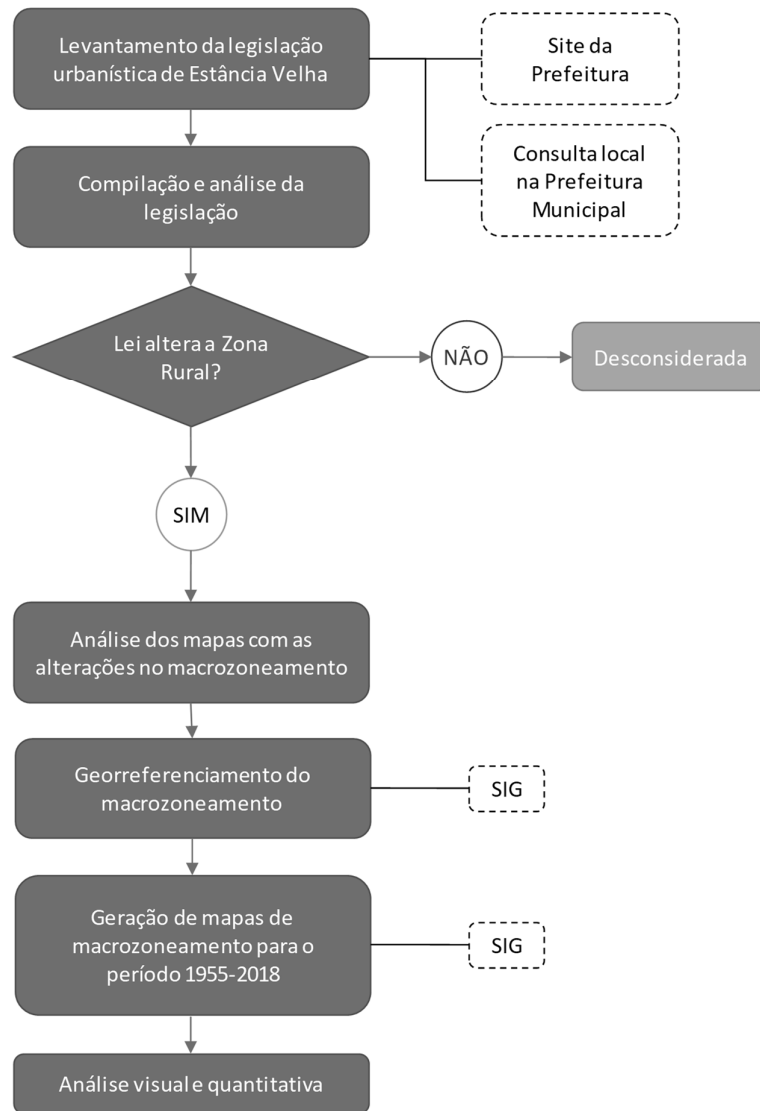 Levantamento da legislação
urbanística de Estância Velha
Site da
Prefeitura
Consulta local
na Prefeitura
Municipal
Compilação e análise da
legislação
Lei altera a Zona
Rural?
NÃO
Desconsiderada
SIM
Análise dos mapas com as
alterações no macrozoneamento
Georreferenciamento do
macrozoneamento
SIG
Geração de mapas de
macrozoneamento para o
período 1955-2018
SIG
Análise visual e quantitativa